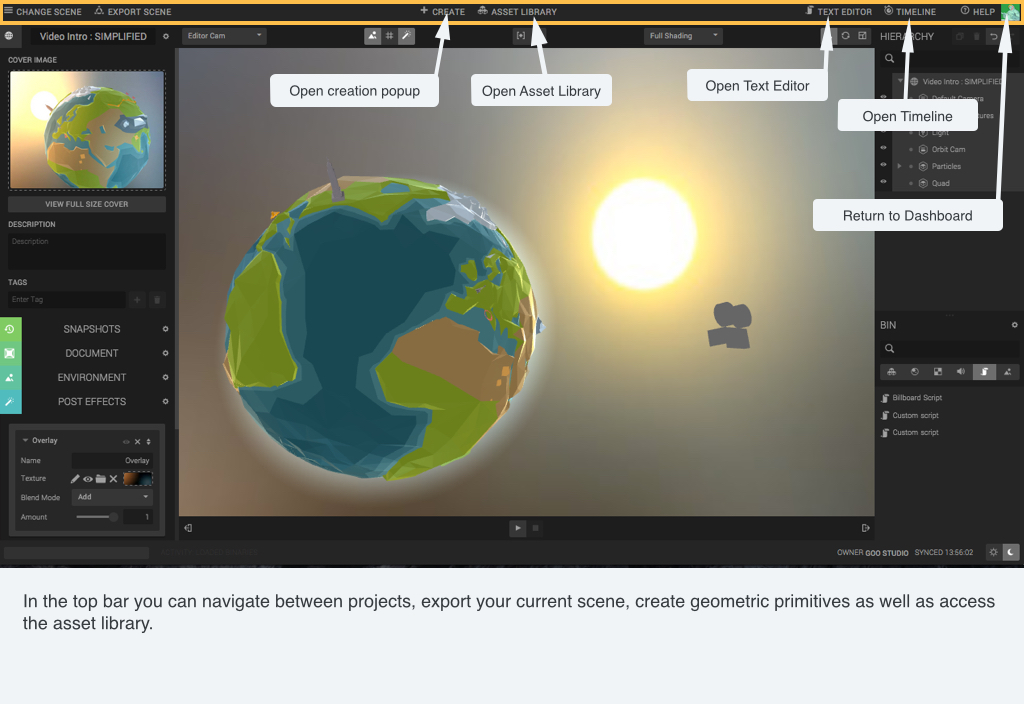 CHANGE SCENE EXPORT SCENE CREATE ASSET LIBRARY TEXT EDITOR TIMELINE HELP
Video Intro : SIMPLIFIED Editor Cam Full Shading HIERARCHY
COVER IMAGE
Open creation popup
Open Asset Library
Open Text Editor
Video Intro : SIMPLIFIED
Open Timeline
Light
Orbit Cam
Particles
Quad
Return to Dashboard
VIEW FULL SIZE COVER
DESCRIPTION
Description
TAGS
Enter Tag
SNAPSHOTS
DOCUMENT
ENVIRONMENT
POST EFFECTS
BIN
Billboard Script
Custom script
Custom script
Overlay
Name Overlay
Texture
Blend Mode Add
Amount 1
OWNER GOO STUDIO SYNCED 13:56:02
In the top bar you can navigate between projects, export your current scene, create geometric primitives as well as access
the asset library.